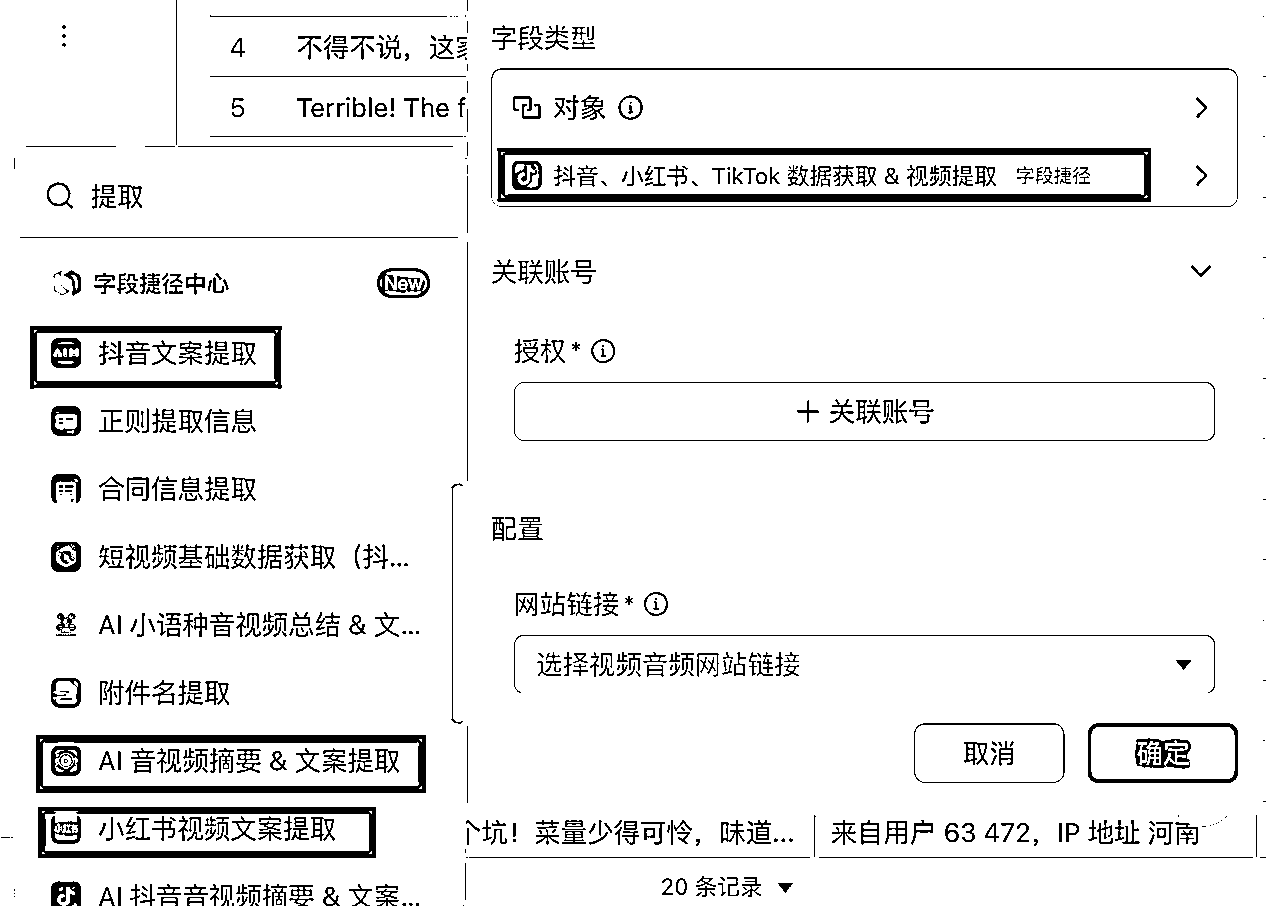 4 不得不说，这家
5 Terrible! The f
提取
字段捷径中心 New
抖音文案提取
正则提取信息
合同信息提取
短视频基础数据获取（抖...
AI 小语种音视频总结 & 文...
附件名提取
AI 音视频摘要 & 文案提取
小红书视频文案提取
AI 抖音音视频摘要 & 文案...
字段类型
对象
抖音、小红书、TikTok 数据获取 & 视频提取 字段捷径
关联账号
授权 *
+ 关联账号
配置
网站链接 *
选择视频音频网站链接
取消
确定
个坑！菜量少得可怜，味道...
来自用户 63 472，IP 地址 河南
20 条记录